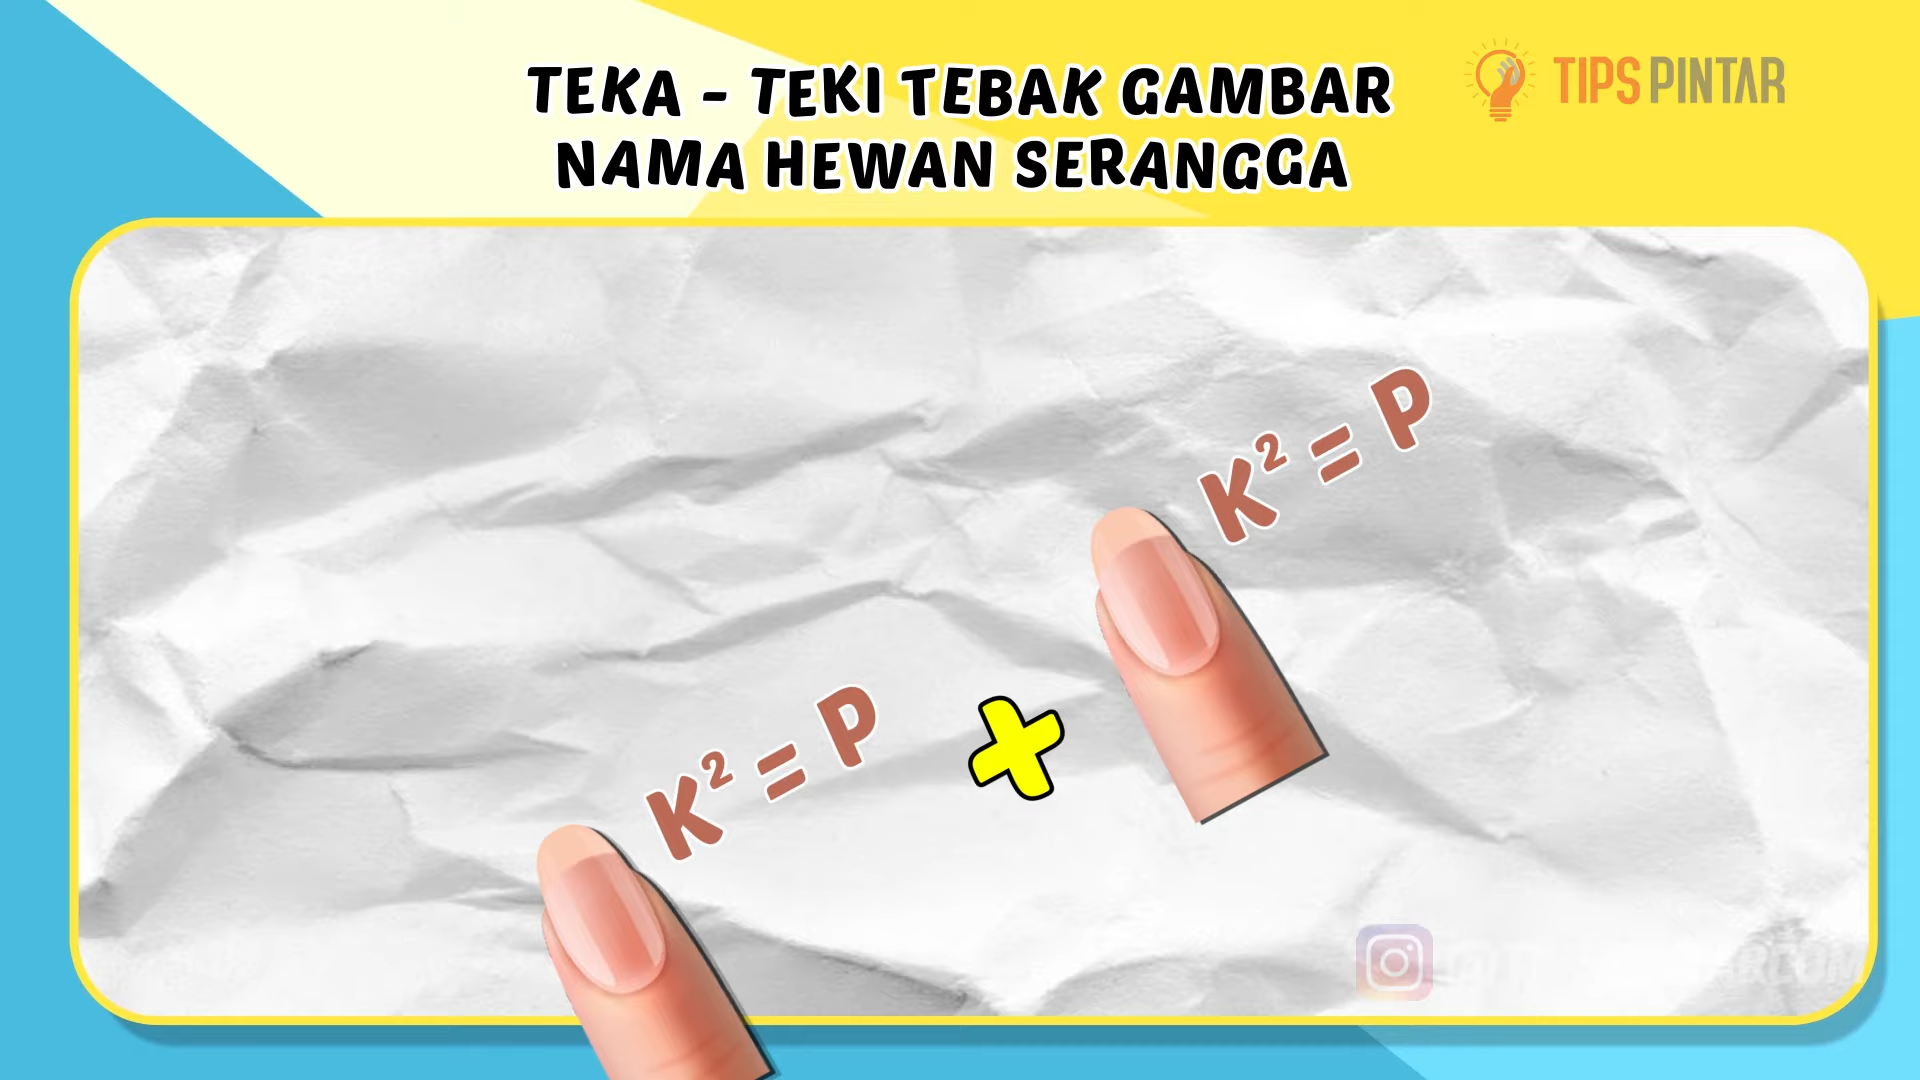 TEKA - TEKI TEBAK GAMBAR
NAMA HEWAN SERANGGA
TIPS PINTAR
K² = P
K² = P